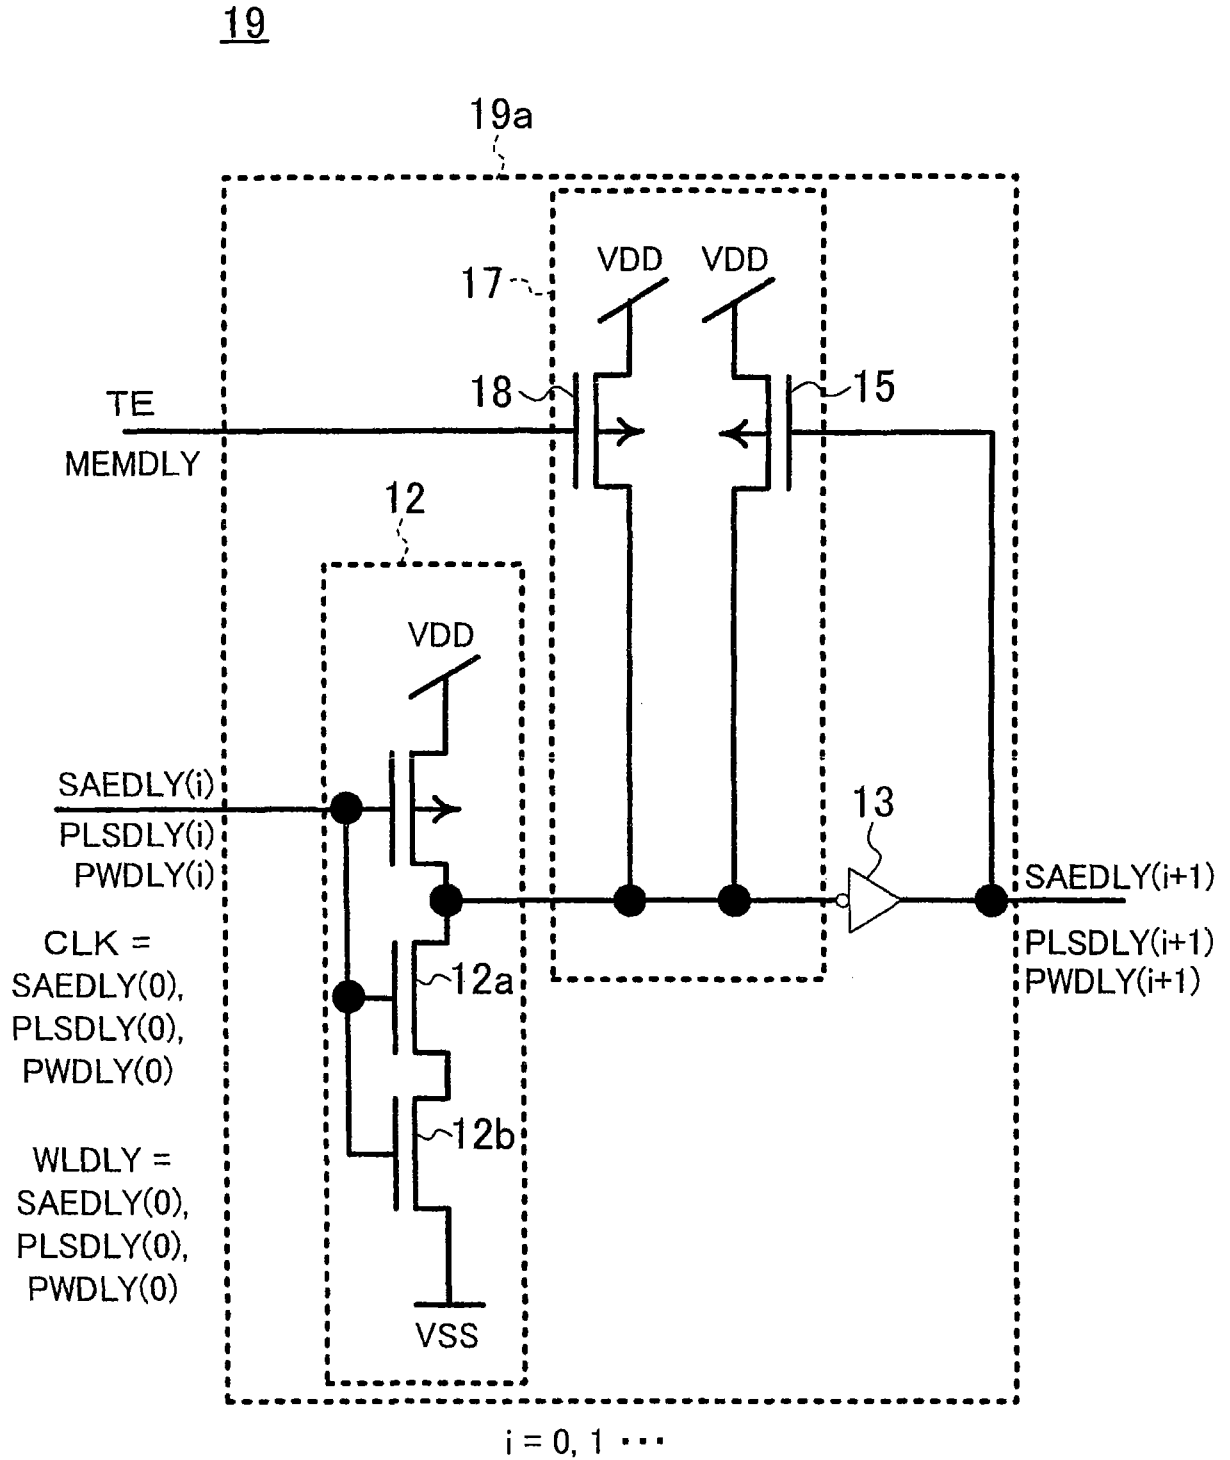 19
19a
17
VDD
VDD
18
15
TE
MEMDLY
12
VDD
SAEDLY(i)
PLSDLY(i)
PWDLY(i)
13
SAEDLY(i+1)
PLSDLY(i+1)
PWDLY(i+1)
CLK =
SAEDLY(0),
PLSDLY(0),
PWDLY(0)
12a
12b
WLDLY =
SAEDLY(0),
PLSDLY(0),
PWDLY(0)
VSS
i = 0, 1 ···